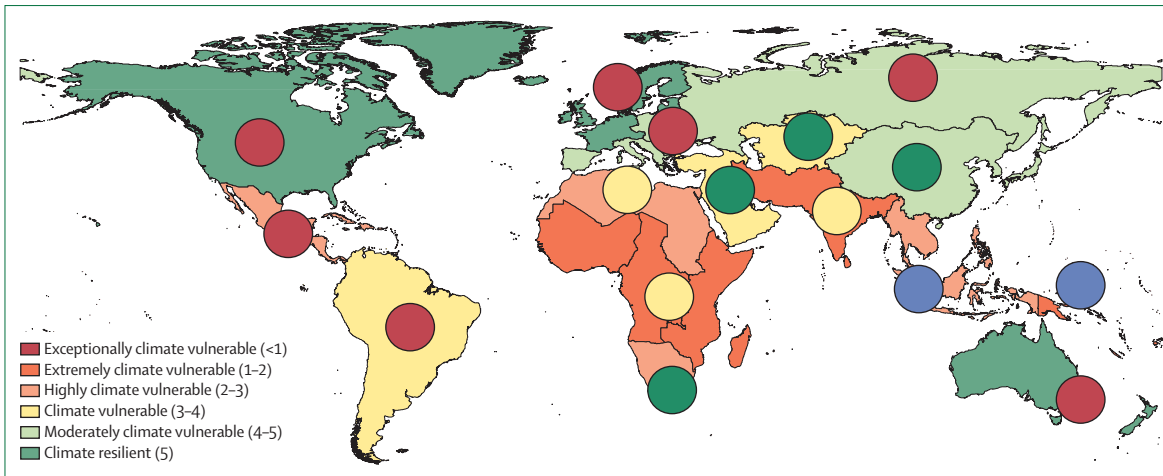 Exceptionally climate vulnerable (<1)
Extremely climate vulnerable (1–2)
Highly climate vulnerable (2–3)
Climate vulnerable (3–4)
Moderately climate vulnerable (4–5)
Climate resilient (5)